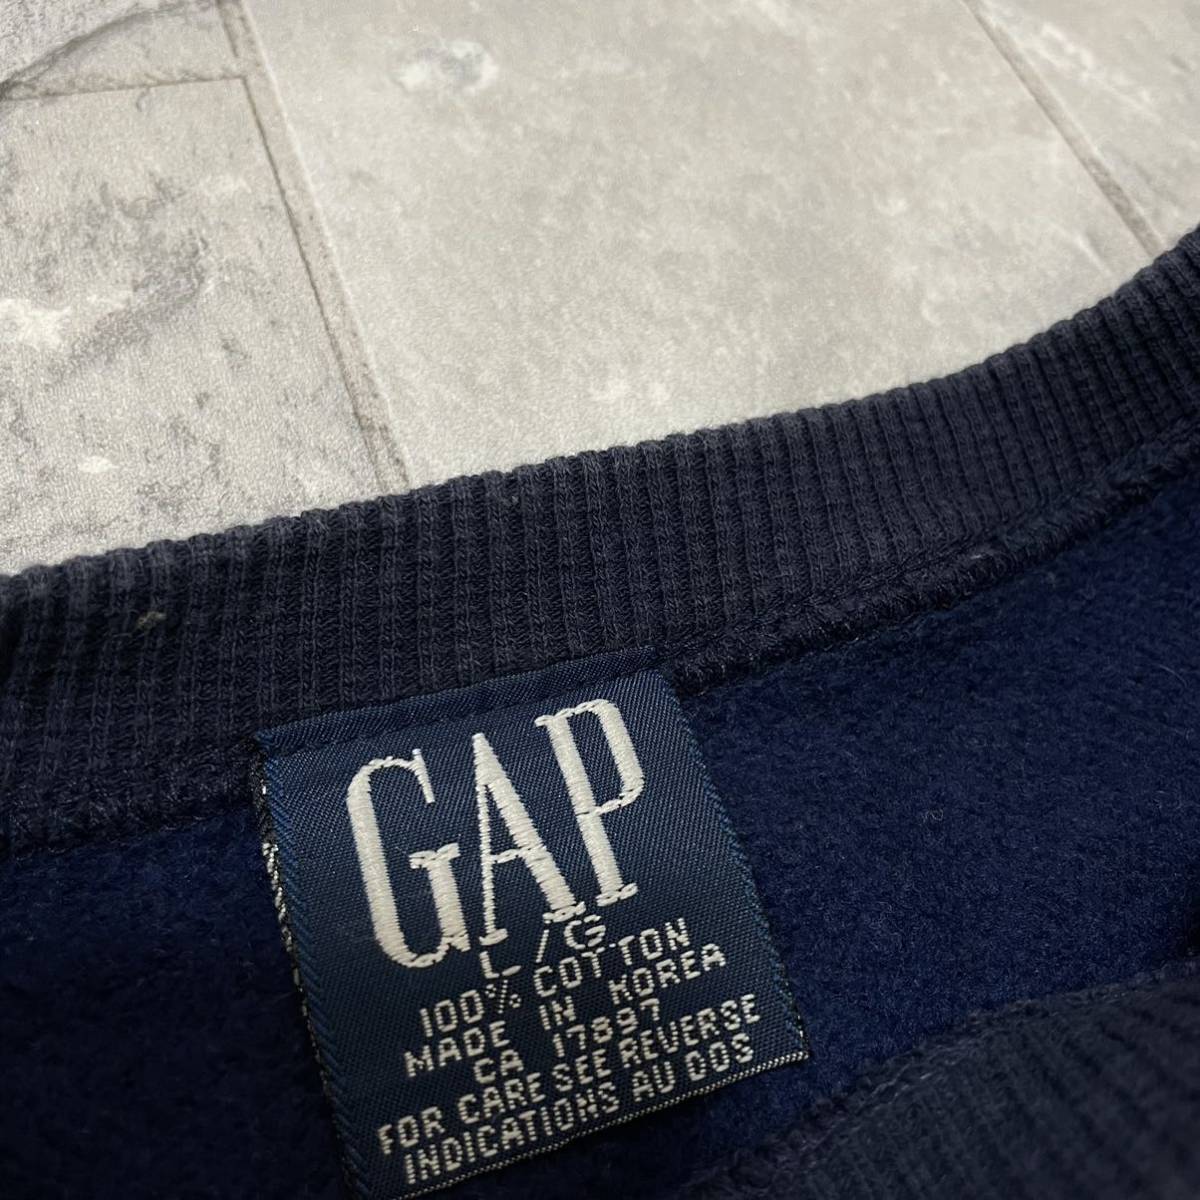 GAP
L/G
100% COTTON
MADE IN KOREA
CA 17897
FOR CARE SEE REVERSE
INDICATIONS AU DOS